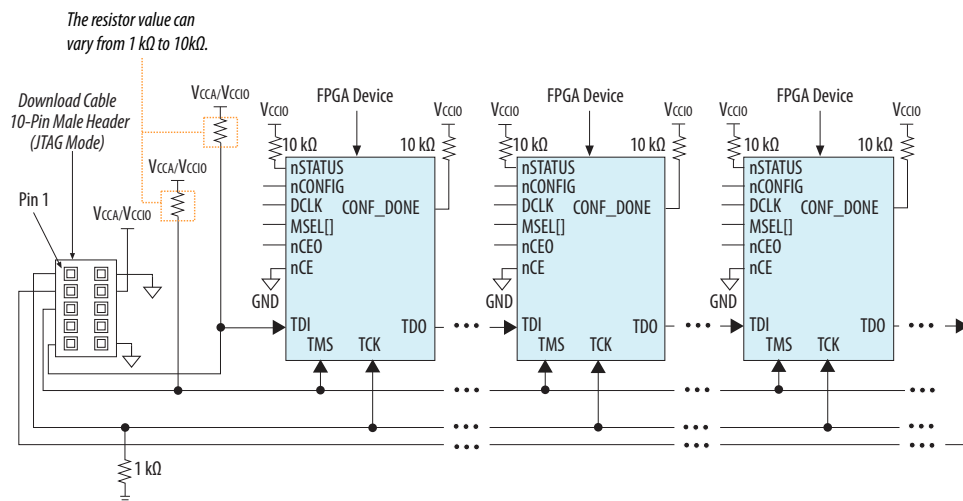 The resistor value can
vary from 1 kΩ to 10kΩ.
Download Cable
10-Pin Male Header
(JTAG Mode)
Pin 1
VCCA/VCCIO
VCCA/VCCIO
VCCA/VCCIO
1 kΩ
VCCIO
FPGA Device
VCCIO
10 kΩ
10 kΩ
nSTATUS
nCONFIG
DCLK
CONF_DONE
MSEL[]
nCEO
nCE
GND
TDI
TDO
TMS
TCK
VCCIO
FPGA Device
VCCIO
10 kΩ
10 kΩ
nSTATUS
nCONFIG
DCLK
CONF_DONE
MSEL[]
nCEO
nCE
GND
TDI
TDO
TMS
TCK
VCCIO
FPGA Device
VCCIO
10 kΩ
10 kΩ
nSTATUS
nCONFIG
DCLK
CONF_DONE
MSEL[]
nCEO
nCE
GND
TDI
TDO
TMS
TCK